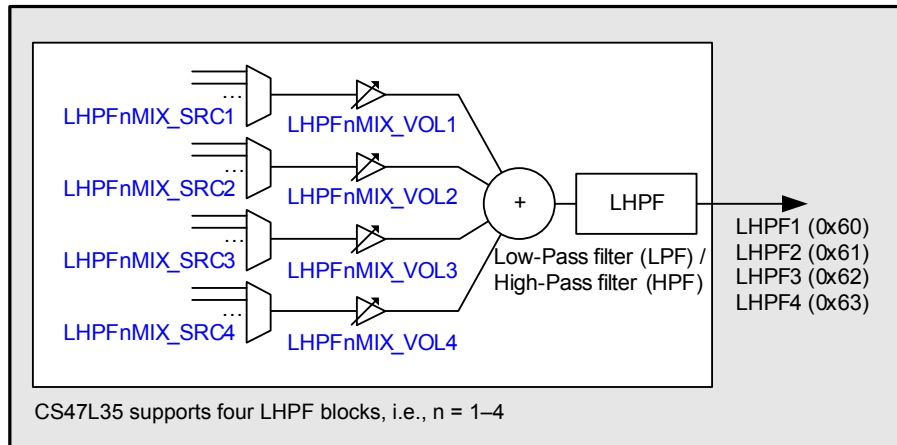 ...
LHPFnMIX_SRC1
LHPFnMIX_VOL1
...
LHPFnMIX_SRC2
LHPFnMIX_VOL2
...
LHPFnMIX_SRC3
LHPFnMIX_VOL3
...
LHPFnMIX_SRC4
LHPFnMIX_VOL4
+
LHPF
Low-Pass filter (LPF) /
High-Pass filter (HPF)
LHPF1 (0x60)
LHPF2 (0x61)
LHPF3 (0x62)
LHPF4 (0x63)
CS47L35 supports four LHPF blocks, i.e., n = 1–4